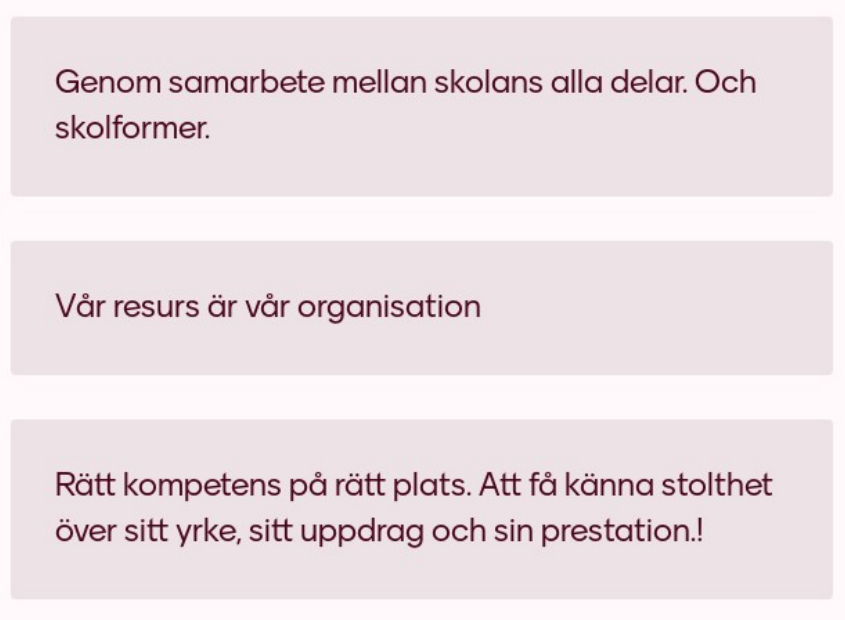 Genom samarbete mellan skolans alla delar. Och
skolformer.
Vår resurs är vår organisation
Rätt kompetens på rätt plats. Att få känna stolthet
över sitt yrke, sitt uppdrag och sin prestation.!